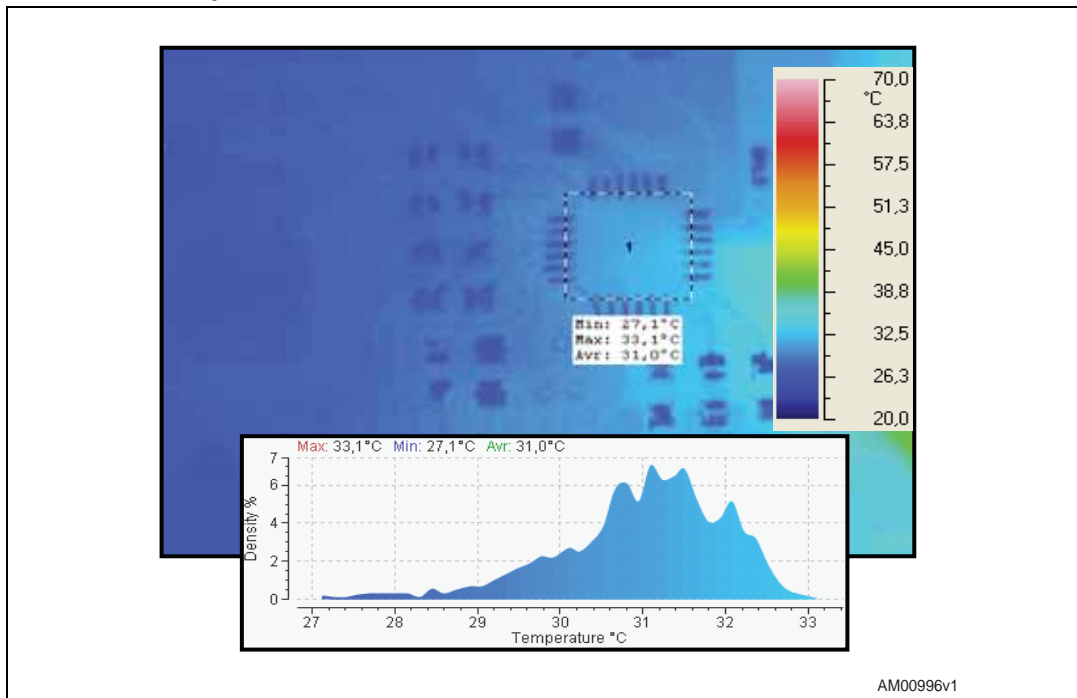 70,0
°C
63,8
57,5
51,3
45,0
38,8
32,5
26,3
20,0
Min: 27,1°C
Max: 33,1°C
Avr: 31,0°C
Max: 33,1°C Min: 27,1°C Avr: 31,0°C
7
6
4
2
0
Density %
27 28 29 30 31 32 33
Temperature °C
AM00996v1